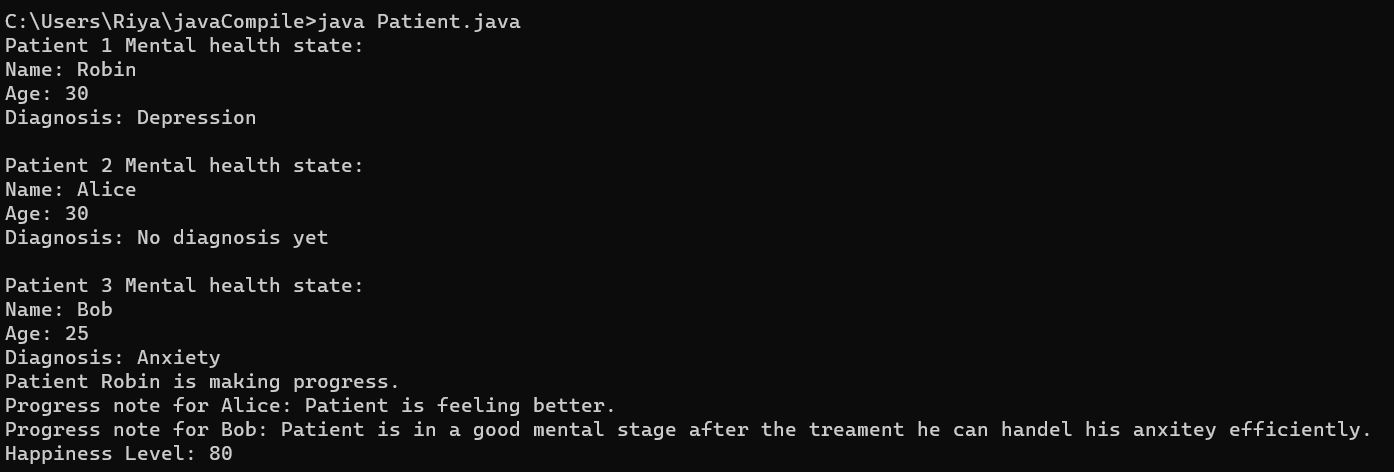 C:\Users\Riya\javaCompile>java Patient.java
Patient 1 Mental health state:
Name: Robin
Age: 30
Diagnosis: Depression
Patient 2 Mental health state:
Name: Alice
Age: 30
Diagnosis: No diagnosis yet
Patient 3 Mental health state:
Name: Bob
Age: 25
Diagnosis: Anxiety
Patient Robin is making progress.
Progress note for Alice: Patient is feeling better.
Progress note for Bob: Patient is in a good mental stage after the treament he can handel his anxitey efficiently.
Happiness Level: 80